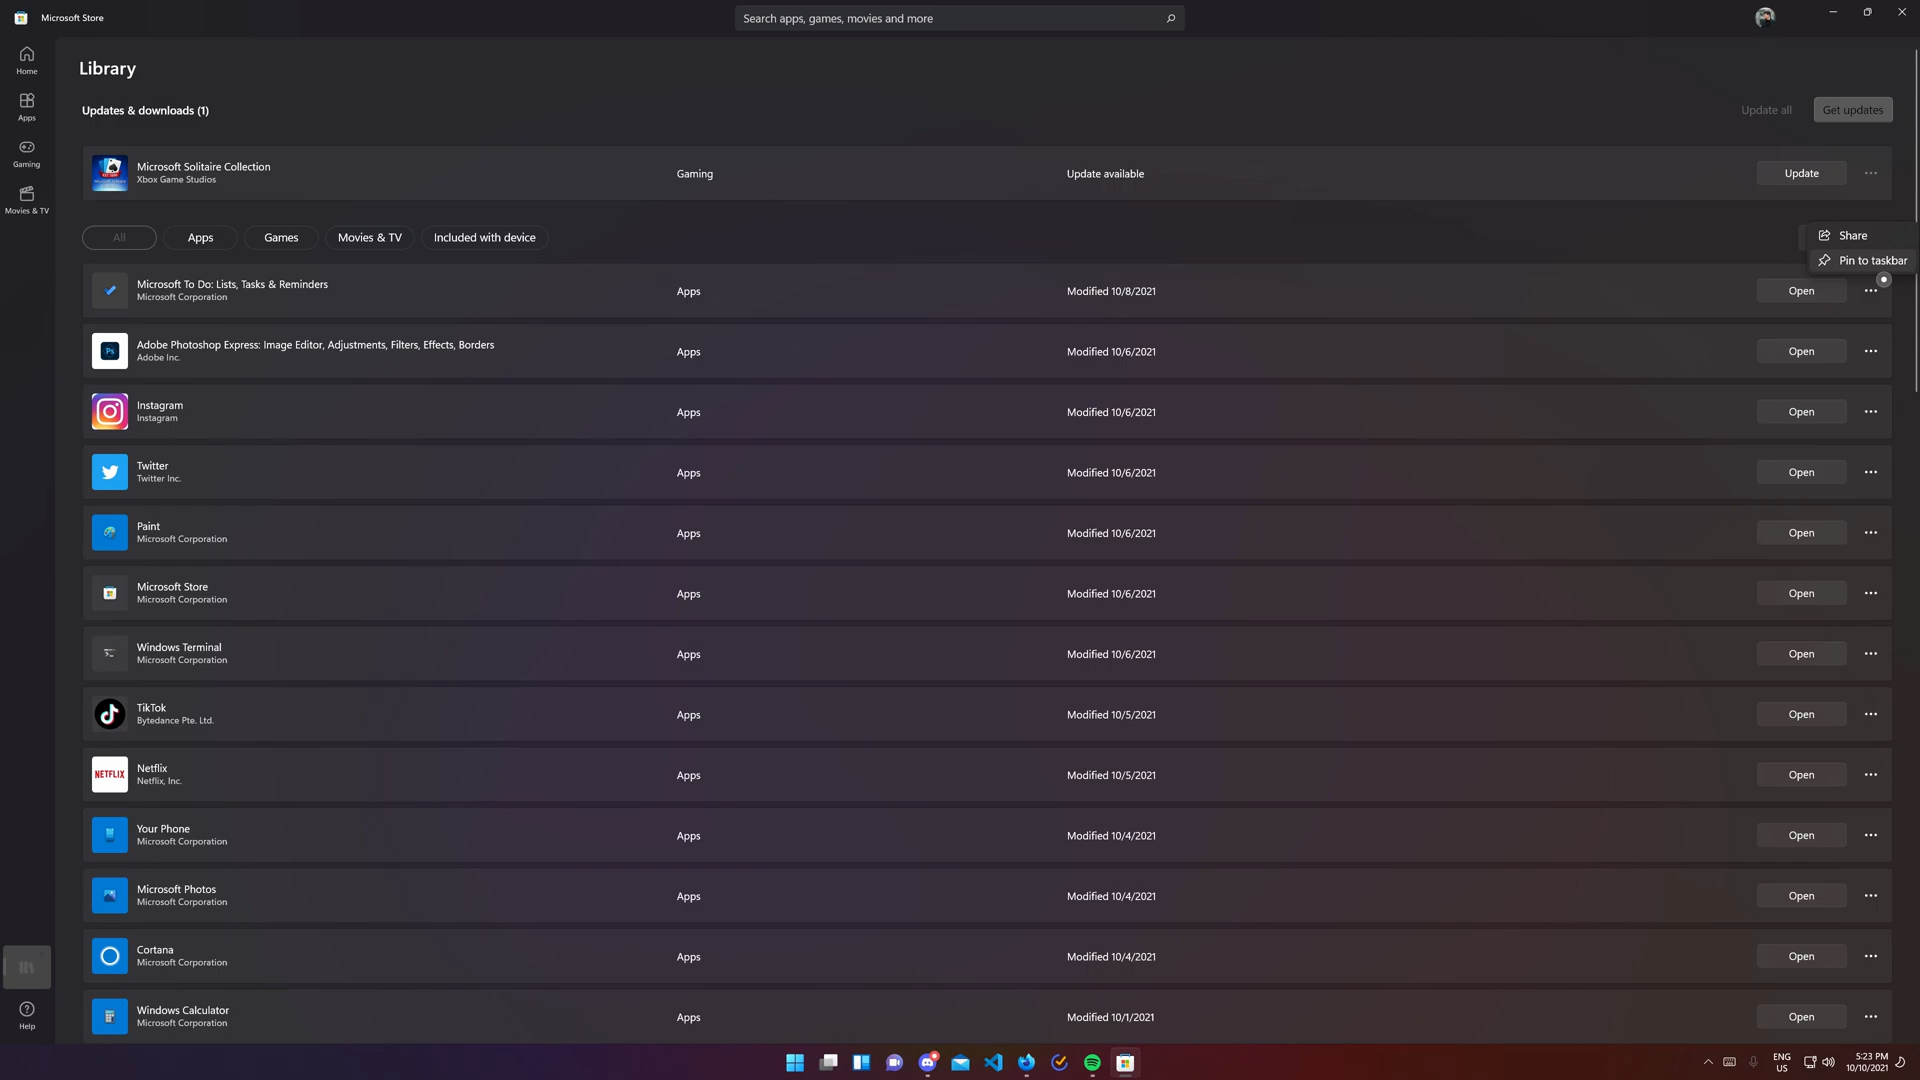 Microsoft Store
Search apps, games, movies and more
Home
Apps
Gaming
Movies & TV
Help
Library
Updates & downloads (1)
Update all
Get updates
Microsoft Solitaire Collection
Xbox Game Studios
Gaming
Update available
Update
All
Apps
Games
Movies & TV
Included with device
Share
Pin to taskbar
Microsoft To Do: Lists, Tasks & Reminders
Microsoft Corporation
Apps
Modified 10/8/2021
Open
Ps
Adobe Photoshop Express: Image Editor, Adjustments, Filters, Effects, Borders
Adobe Inc.
Apps
Modified 10/6/2021
Open
Instagram
Instagram
Apps
Modified 10/6/2021
Open
Twitter
Twitter Inc.
Apps
Modified 10/6/2021
Open
Paint
Microsoft Corporation
Apps
Modified 10/6/2021
Open
Microsoft Store
Microsoft Corporation
Apps
Modified 10/6/2021
Open
Windows Terminal
Microsoft Corporation
Apps
Modified 10/6/2021
Open
TikTok
Bytedance Pte. Ltd.
Apps
Modified 10/5/2021
Open
NETFLIX
Netflix
Netflix, Inc.
Apps
Modified 10/5/2021
Open
Your Phone
Microsoft Corporation
Apps
Modified 10/4/2021
Open
Microsoft Photos
Microsoft Corporation
Apps
Modified 10/4/2021
Open
Cortana
Microsoft Corporation
Apps
Modified 10/4/2021
Open
Windows Calculator
Microsoft Corporation
Apps
Modified 10/1/2021
Open
ENG
US
5:23 PM
10/10/2021